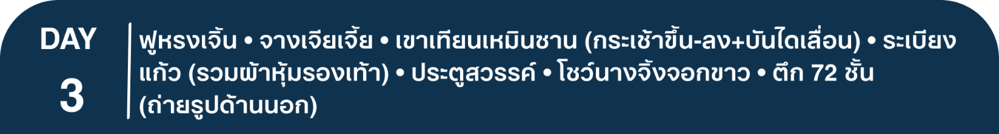 DAY
3
ฟูหรงเจิ้น • จางเจียเจี้ย • เขาเทียนเหมินซาน (กระเช้าขึ้น-ลง+บันไดเลื่อน) • ระเบียง
แก้ว (รวมผ้าหุ้มรองเท้า) • ประตูสวรรค์ • โชว์นางจิ้งจอกขาว • ตึก 72 ชั้น
(ถ่ายรูปด้านนอก)